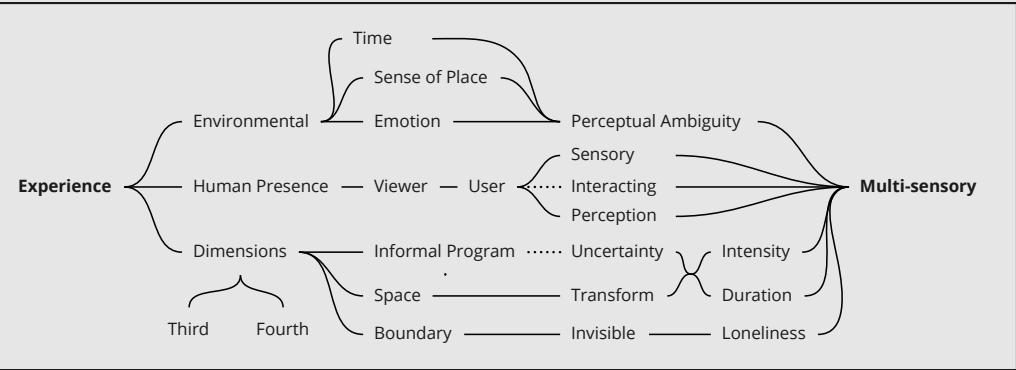 Time
Sense of Place
Environmental Emotion Perceptual Ambiguity
Sensory
Experience Human Presence Viewer User Interacting Multi-sensory
Perception
Dimensions Informal Program Uncertainty Intensity
Space Transform Duration
Third Fourth Boundary Invisible Loneliness